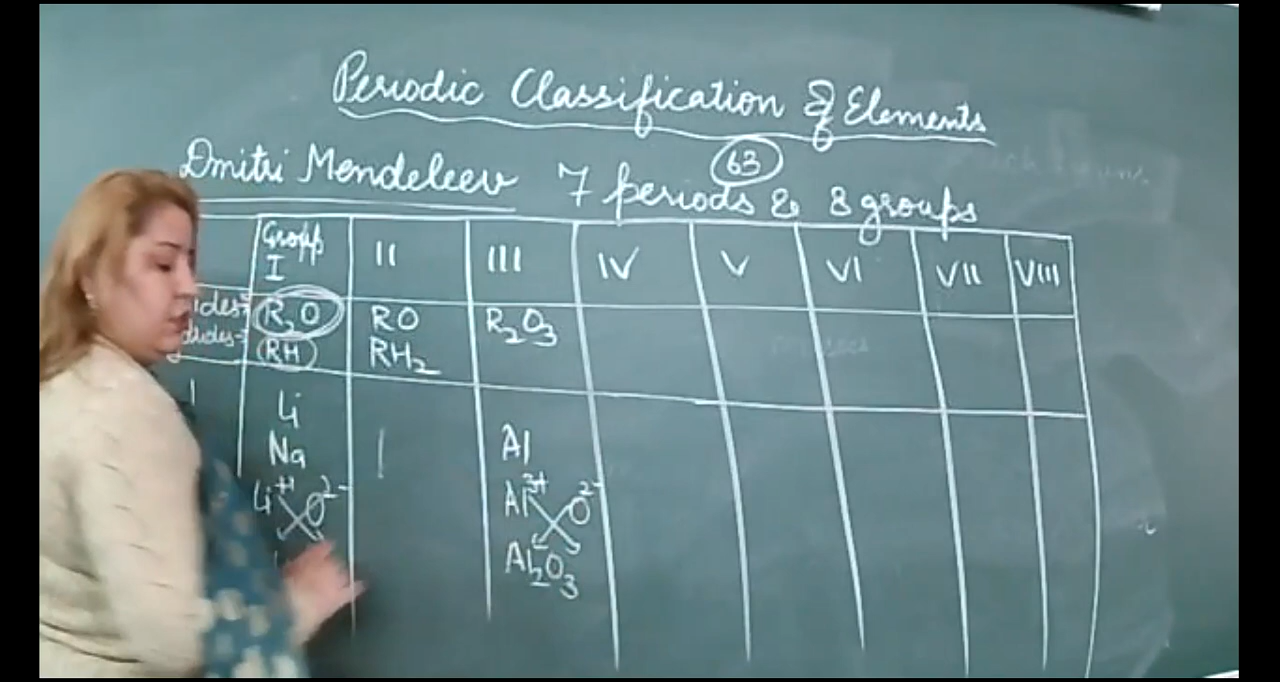 Periodic Classification of Elements
63
Dmitri Mendeleev 7 periods & 8 groups
Group I II III IV V VI VII VIII
R₂O RO R₂O₃
RH RH₂
1 Li
Na Al
Li⁺¹ O²⁻ Al³⁺ O²⁻
Al₂O₃